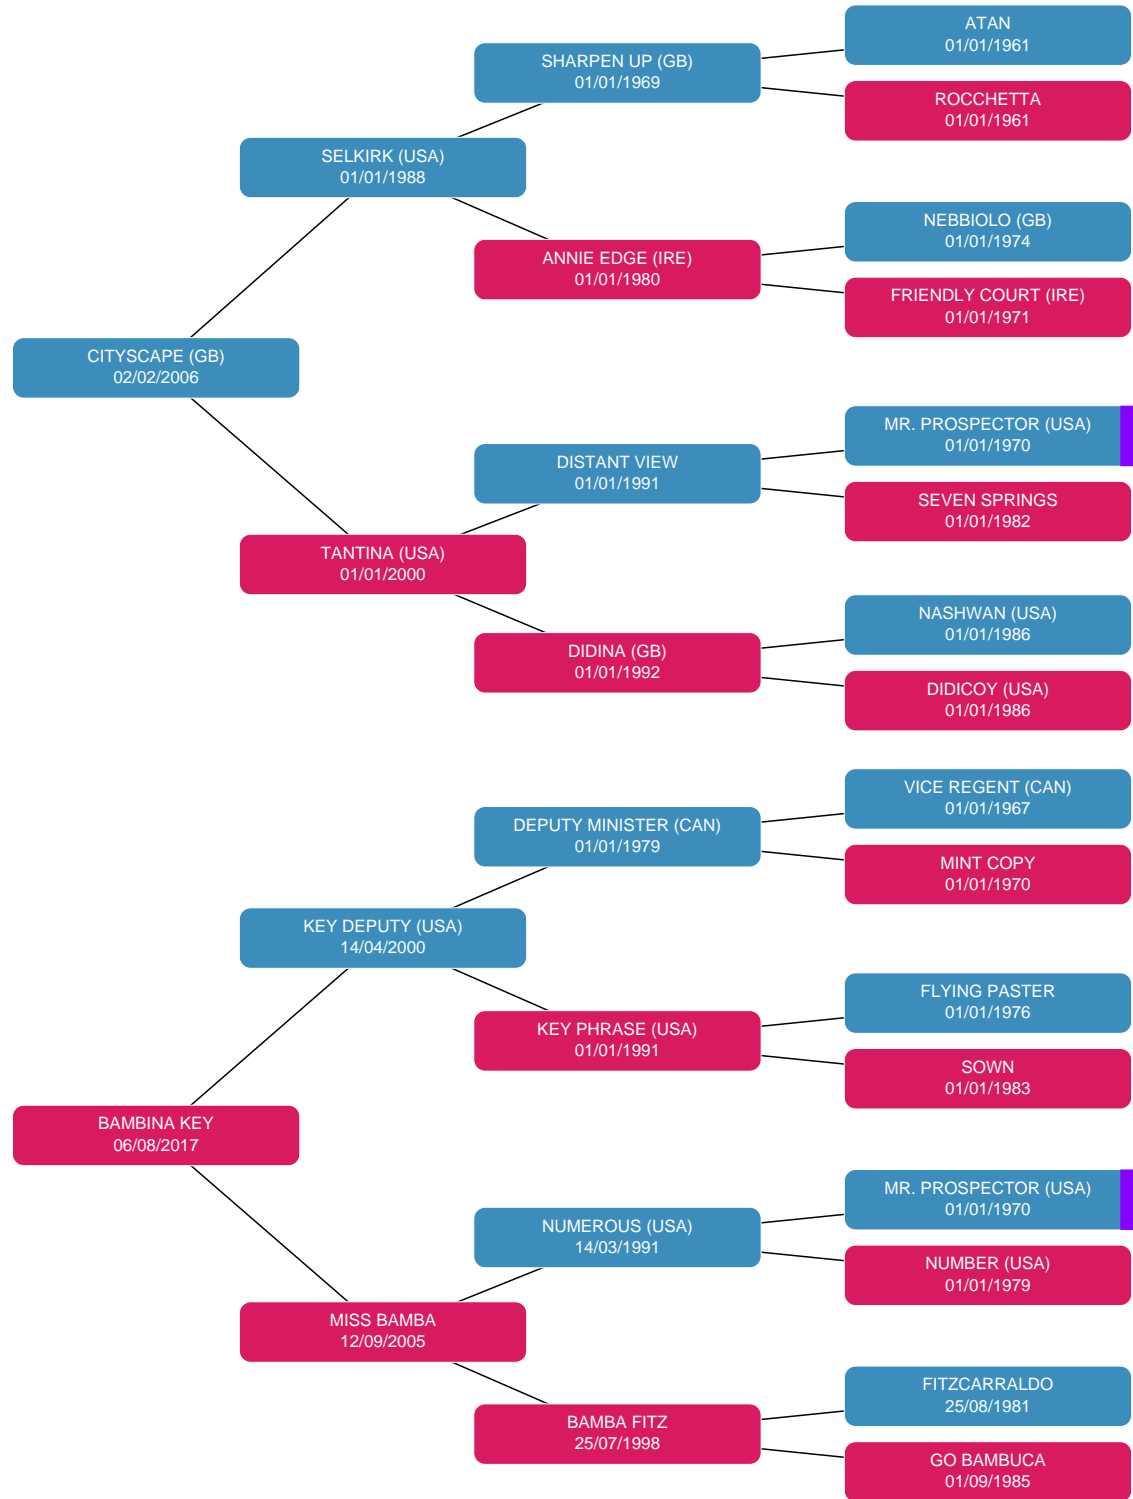 ATAN
01/01/1961
SHARPEN UP (GB)
01/01/1969
ROCCHETTA
01/01/1961
SELKIRK (USA)
01/01/1988
NEBBIOLO (GB)
01/01/1974
ANNIE EDGE (IRE)
01/01/1980
FRIENDLY COURT (IRE)
01/01/1971
CITYSCAPE (GB)
02/02/2006
MR. PROSPECTOR (USA)
01/01/1970
DISTANT VIEW
01/01/1991
SEVEN SPRINGS
01/01/1982
TANTINA (USA)
01/01/2000
NASHWAN (USA)
01/01/1986
DIDINA (GB)
01/01/1992
DIDICOY (USA)
01/01/1986
VICE REGENT (CAN)
01/01/1967
DEPUTY MINISTER (CAN)
01/01/1979
MINT COPY
01/01/1970
KEY DEPUTY (USA)
14/04/2000
FLYING PASTER
01/01/1976
KEY PHRASE (USA)
01/01/1991
SOWN
01/01/1983
BAMBINA KEY
06/08/2017
MR. PROSPECTOR (USA)
01/01/1970
NUMEROUS (USA)
14/03/1991
NUMBER (USA)
01/01/1979
MISS BAMBA
12/09/2005
FITZCARRALDO
25/08/1981
BAMBA FITZ
25/07/1998
GO BAMBUCA
01/09/1985